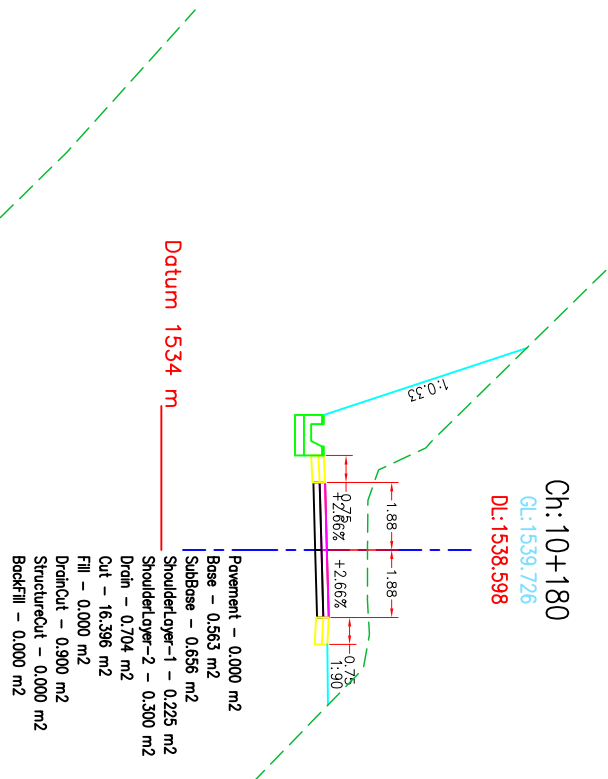 Ch:10+180
GL:1539.726
DL:1538.598
1:0.33
1.88
1.88
0.75
+2.66%
+2.66%
0.75
1:90
Datum 1534 m
Pavement - 0.000 m2
Base - 0.563 m2
SubBase - 0.656 m2
ShoulderLayer-1 - 0.225 m2
ShoulderLayer-2 - 0.300 m2
Drain - 0.704 m2
Cut - 16.396 m2
Fill - 0.000 m2
DrainCut - 0.900 m2
StructureCut - 0.000 m2
BackFill - 0.000 m2